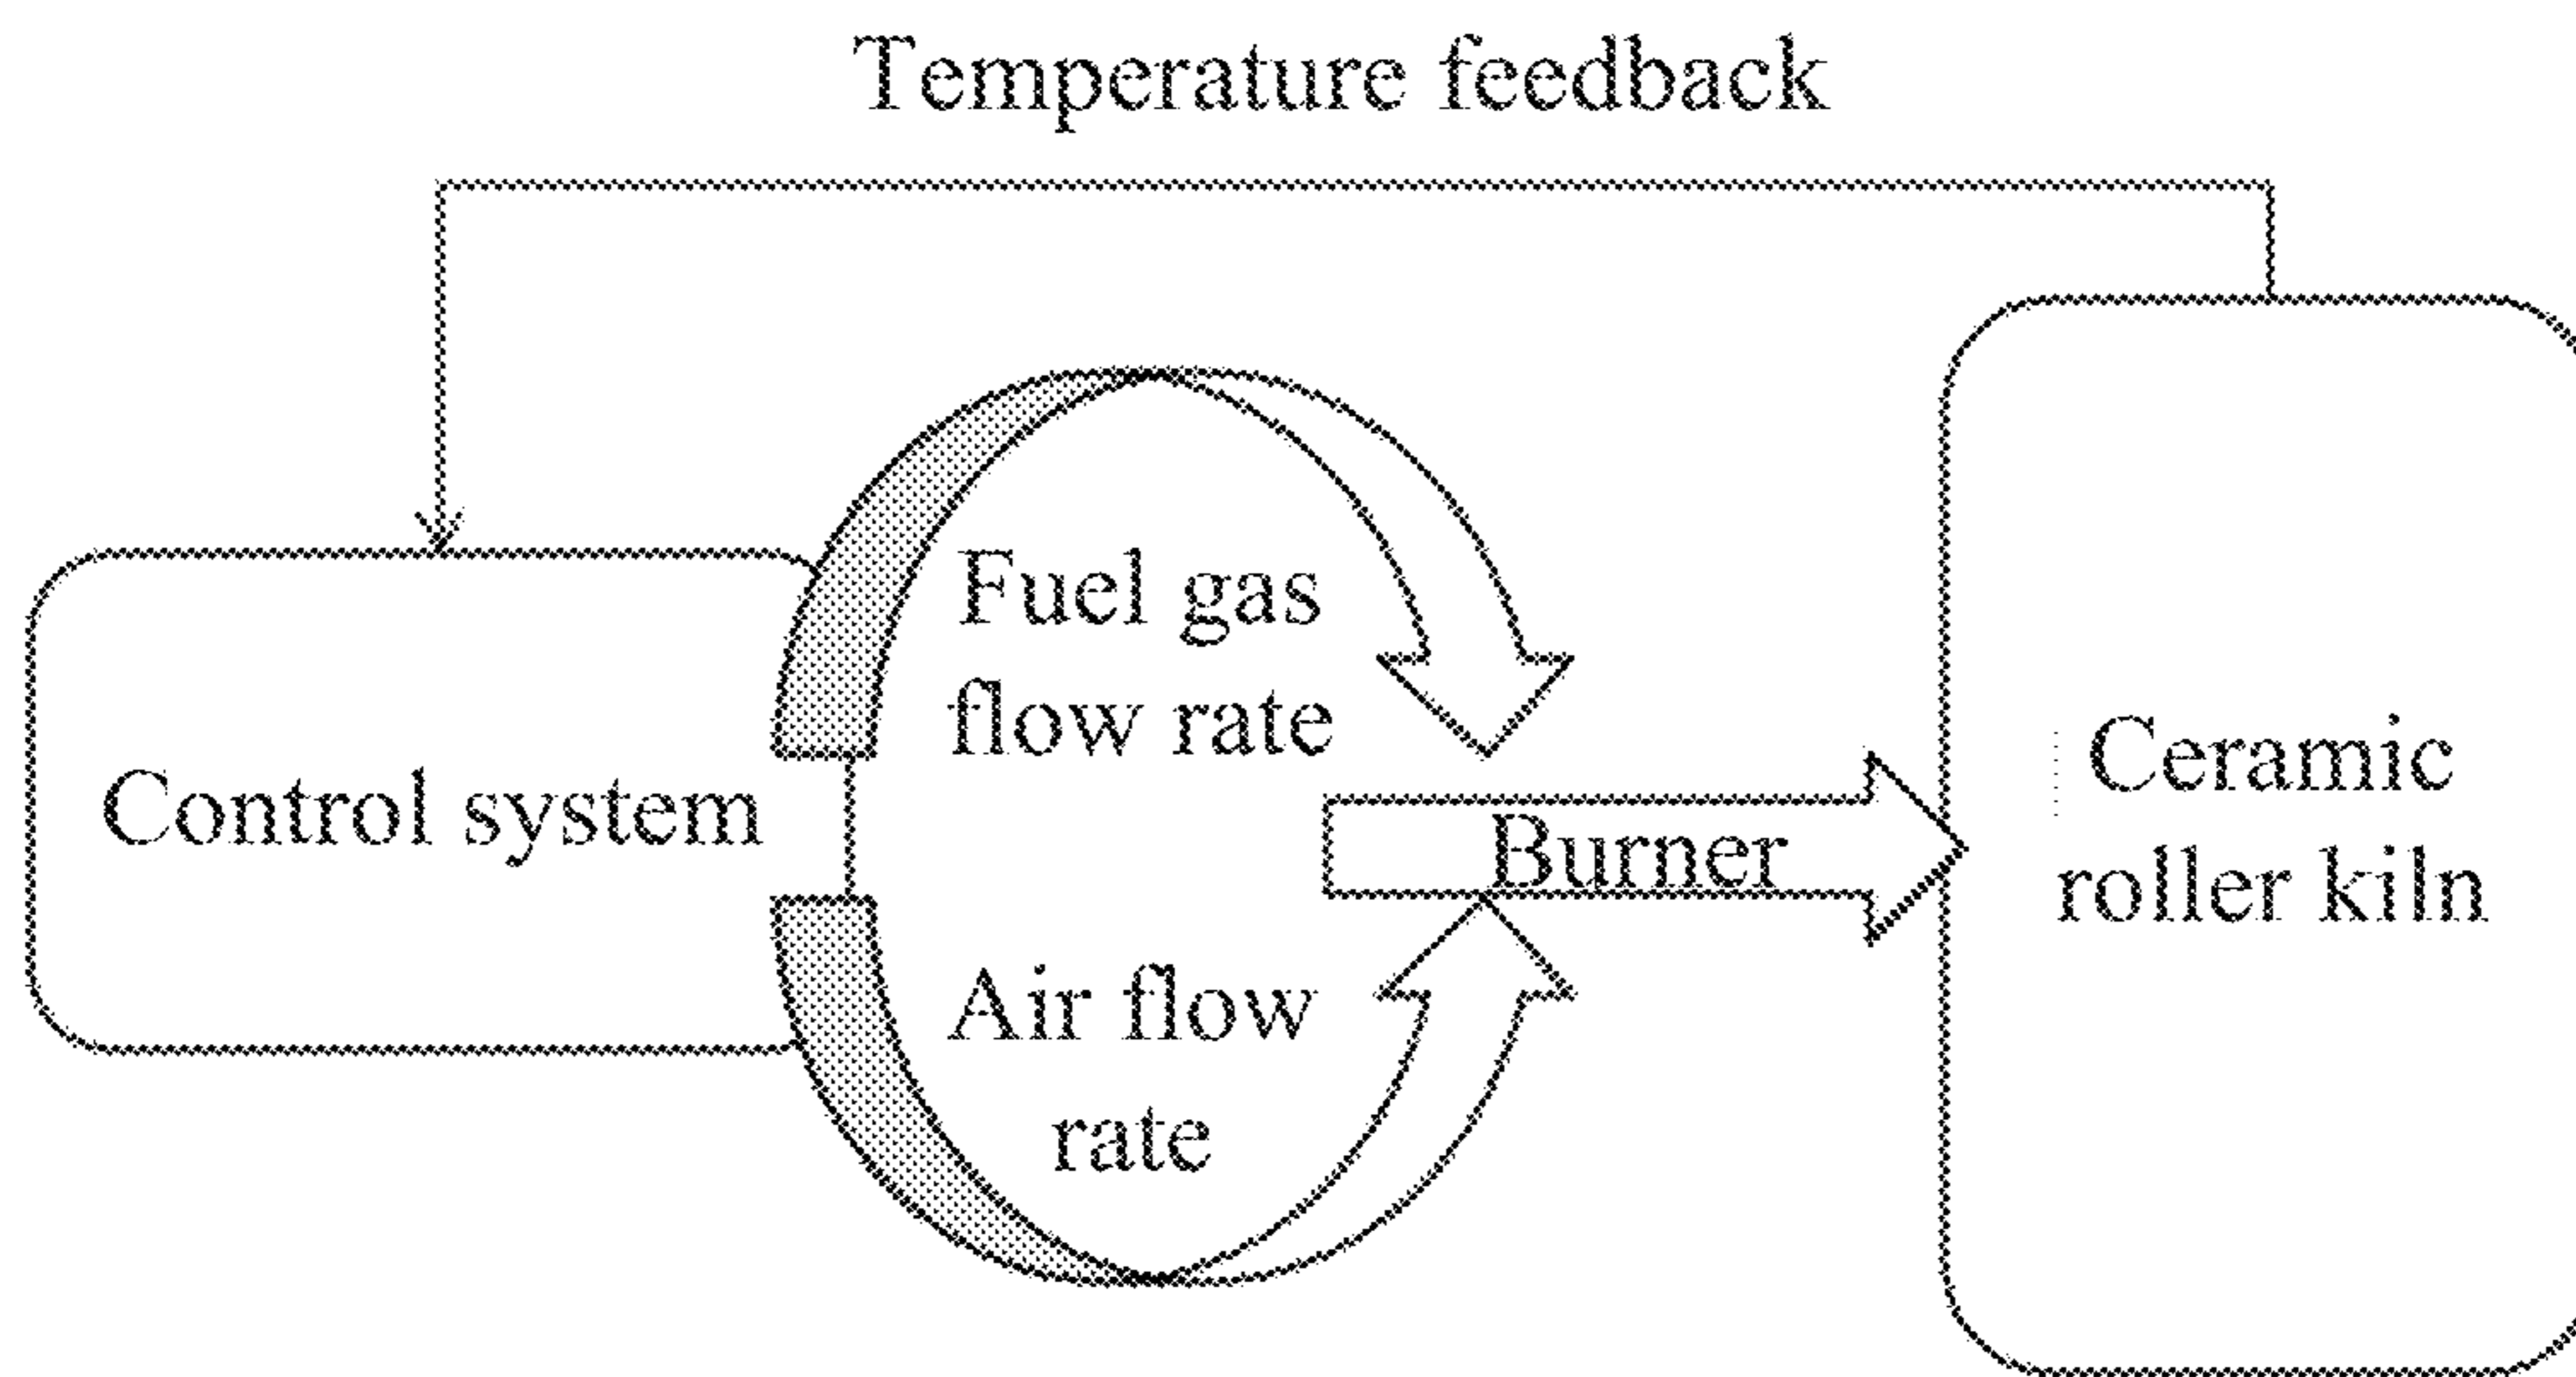 Temperature feedback
Fuel gas
flow rate
Control system
Burner
Ceramic
roller kiln
Air flow
rate